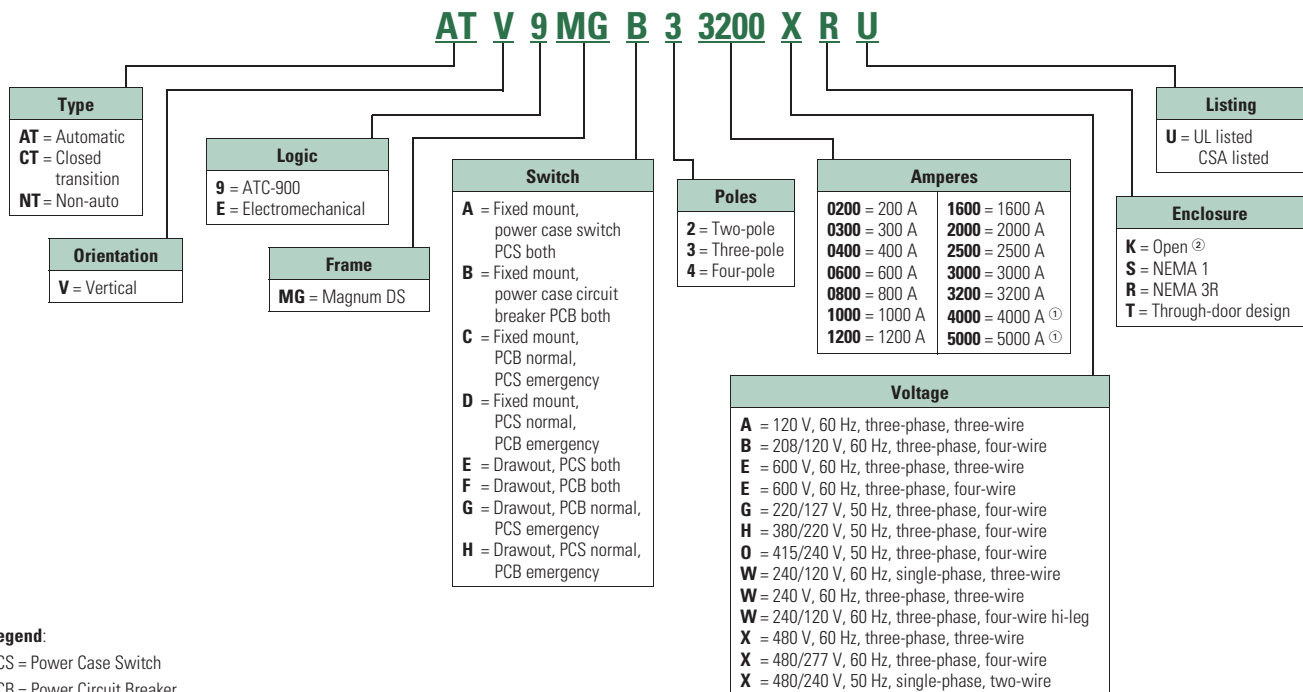 AT V 9 MG B 3 3200 X R U
Type
AT = Automatic
CT = Closed
transition
NT = Non-auto
Orientation
V = Vertical
Logic
9 = ATC-900
E = Electromechanical
Frame
MG = Magnum DS
Switch
A = Fixed mount,
power case switch
PCS both
B = Fixed mount,
power case circuit
breaker PCB both
C = Fixed mount,
PCB normal,
PCS emergency
D = Fixed mount,
PCS normal,
PCB emergency
E = Drawout, PCS both
F = Drawout, PCB both
G = Drawout, PCB normal,
PCS emergency
H = Drawout, PCS normal,
PCB emergency
Poles
2 = Two-pole
3 = Three-pole
4 = Four-pole
Amperes
0200 = 200 A
0300 = 300 A
0400 = 400 A
0600 = 600 A
0800 = 800 A
1000 = 1000 A
1200 = 1200 A
1600 = 1600 A
2000 = 2000 A
2500 = 2500 A
3000 = 3000 A
3200 = 3200 A
4000 = 4000 A ①
5000 = 5000 A ①
Voltage
A = 120 V, 60 Hz, three-phase, three-wire
B = 208/120 V, 60 Hz, three-phase, four-wire
E = 600 V, 60 Hz, three-phase, three-wire
E = 600 V, 60 Hz, three-phase, four-wire
G = 220/127 V, 50 Hz, three-phase, four-wire
H = 380/220 V, 50 Hz, three-phase, four-wire
O = 415/240 V, 50 Hz, three-phase, four-wire
W = 240/120 V, 60 Hz, single-phase, three-wire
W = 240 V, 60 Hz, three-phase, three-wire
W = 240/120 V, 60 Hz, three-phase, four-wire hi-leg
X = 480 V, 60 Hz, three-phase, three-wire
X = 480/277 V, 60 Hz, three-phase, four-wire
X = 480/240 V, 50 Hz, single-phase, two-wire
Listing
U = UL listed
CSA listed
Enclosure
K = Open ②
S = NEMA 1
R = NEMA 3R
T = Through-door design
egend:
CS = Power Case Switch
CB = Power Circuit Breaker